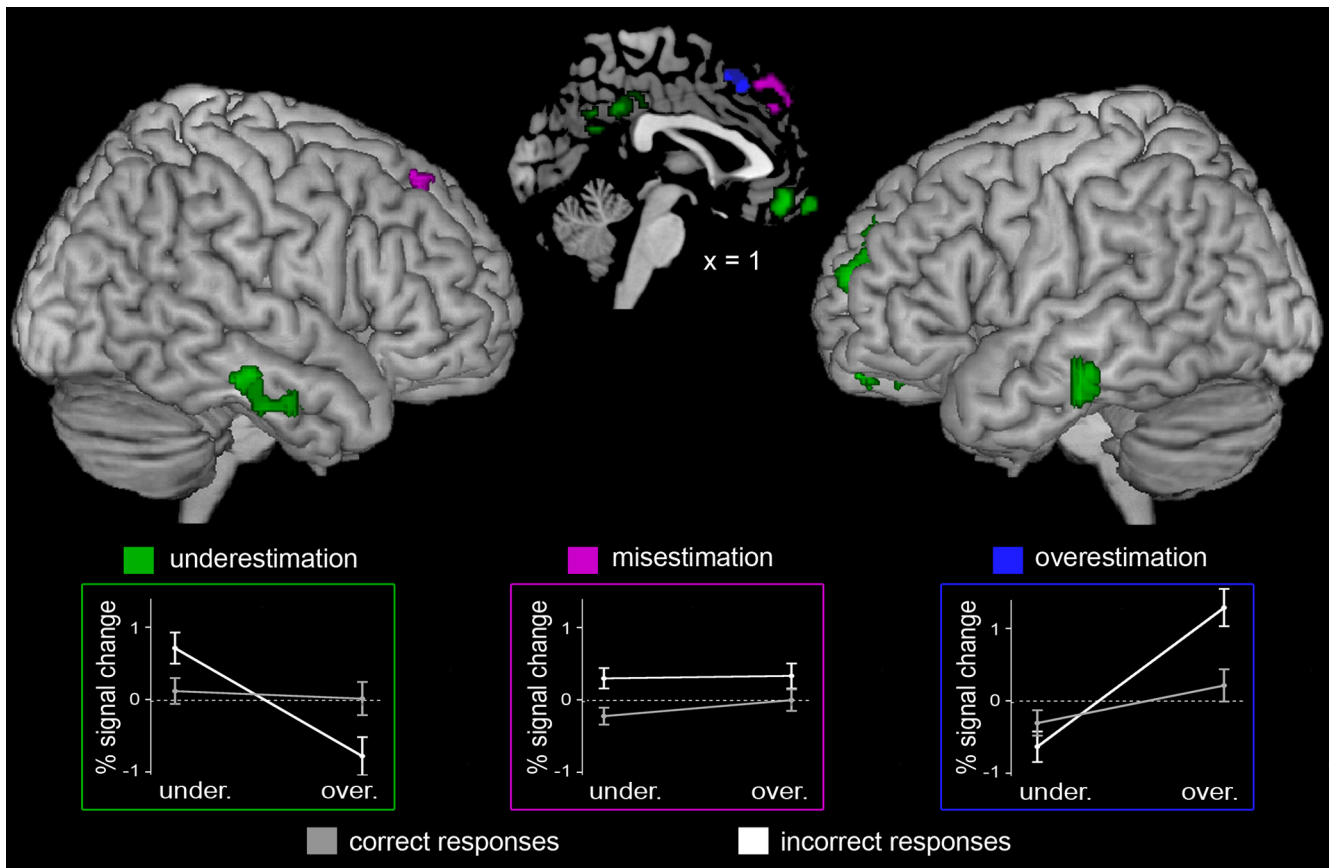 x = 1
underestimation
misestimation
overestimation
% signal change
1
0
-1
under. over.
% signal change
1
0
-1
under. over.
% signal change
1
0
-1
under. over.
correct responses
incorrect responses